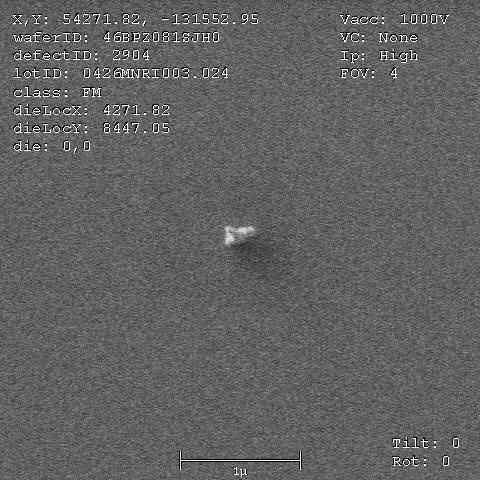 X,Y: 54271.82, -131552.95
waferID: 46BPZ081SJH0
defectID: 2904
lotID: 0426MNRT003.024
class: FM
dieLocX: 4271.82
dieLocY: 8447.05
die: 0,0
Vacc: 1000V
VC: None
Ip: High
FOV: 4
Tilt: 0
Rot: 0
1μ